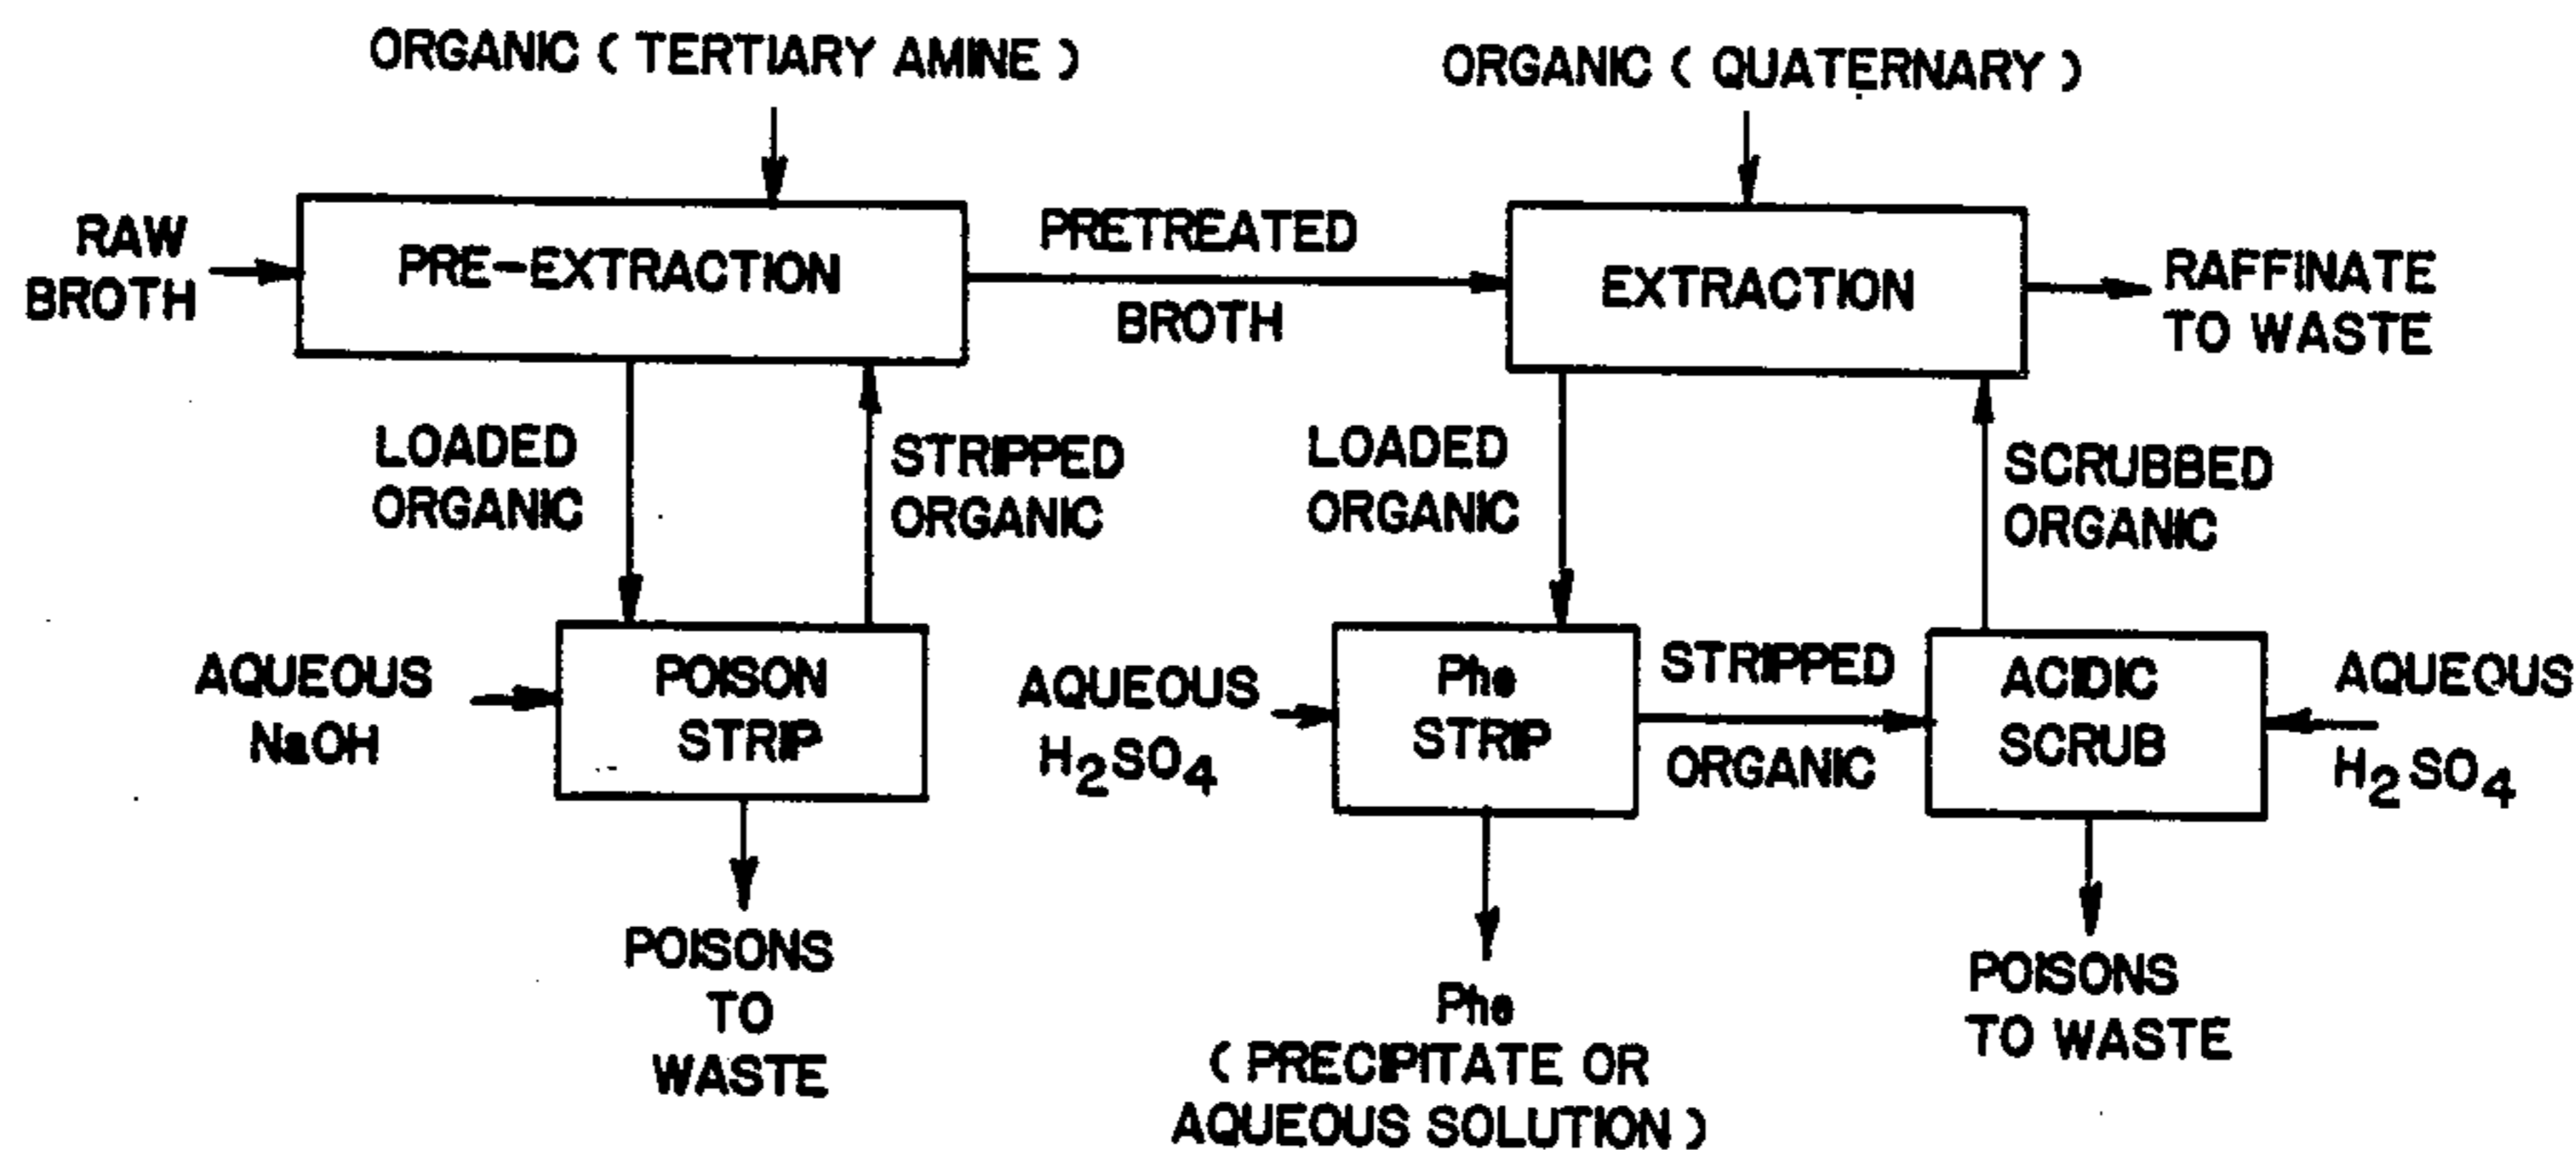 ORGANIC ( TERTIARY AMINE )
ORGANIC ( QUATERNARY )
RAW
BROTH
PRE-EXTRACTION
PRETREATED
BROTH
EXTRACTION
RAFFINATE
TO WASTE
LOADED
ORGANIC
STRIPPED
ORGANIC
LOADED
ORGANIC
SCRUBBED
ORGANIC
AQUEOUS
NaOH
POISON
STRIP
AQUEOUS
H2SO4
Phe
STRIP
STRIPPED
ORGANIC
ACIDIC
SCRUB
AQUEOUS
H2SO4
POISONS
TO
WASTE
Phe
( PRECIPITATE OR
AQUEOUS SOLUTION )
POISONS
TO WASTE